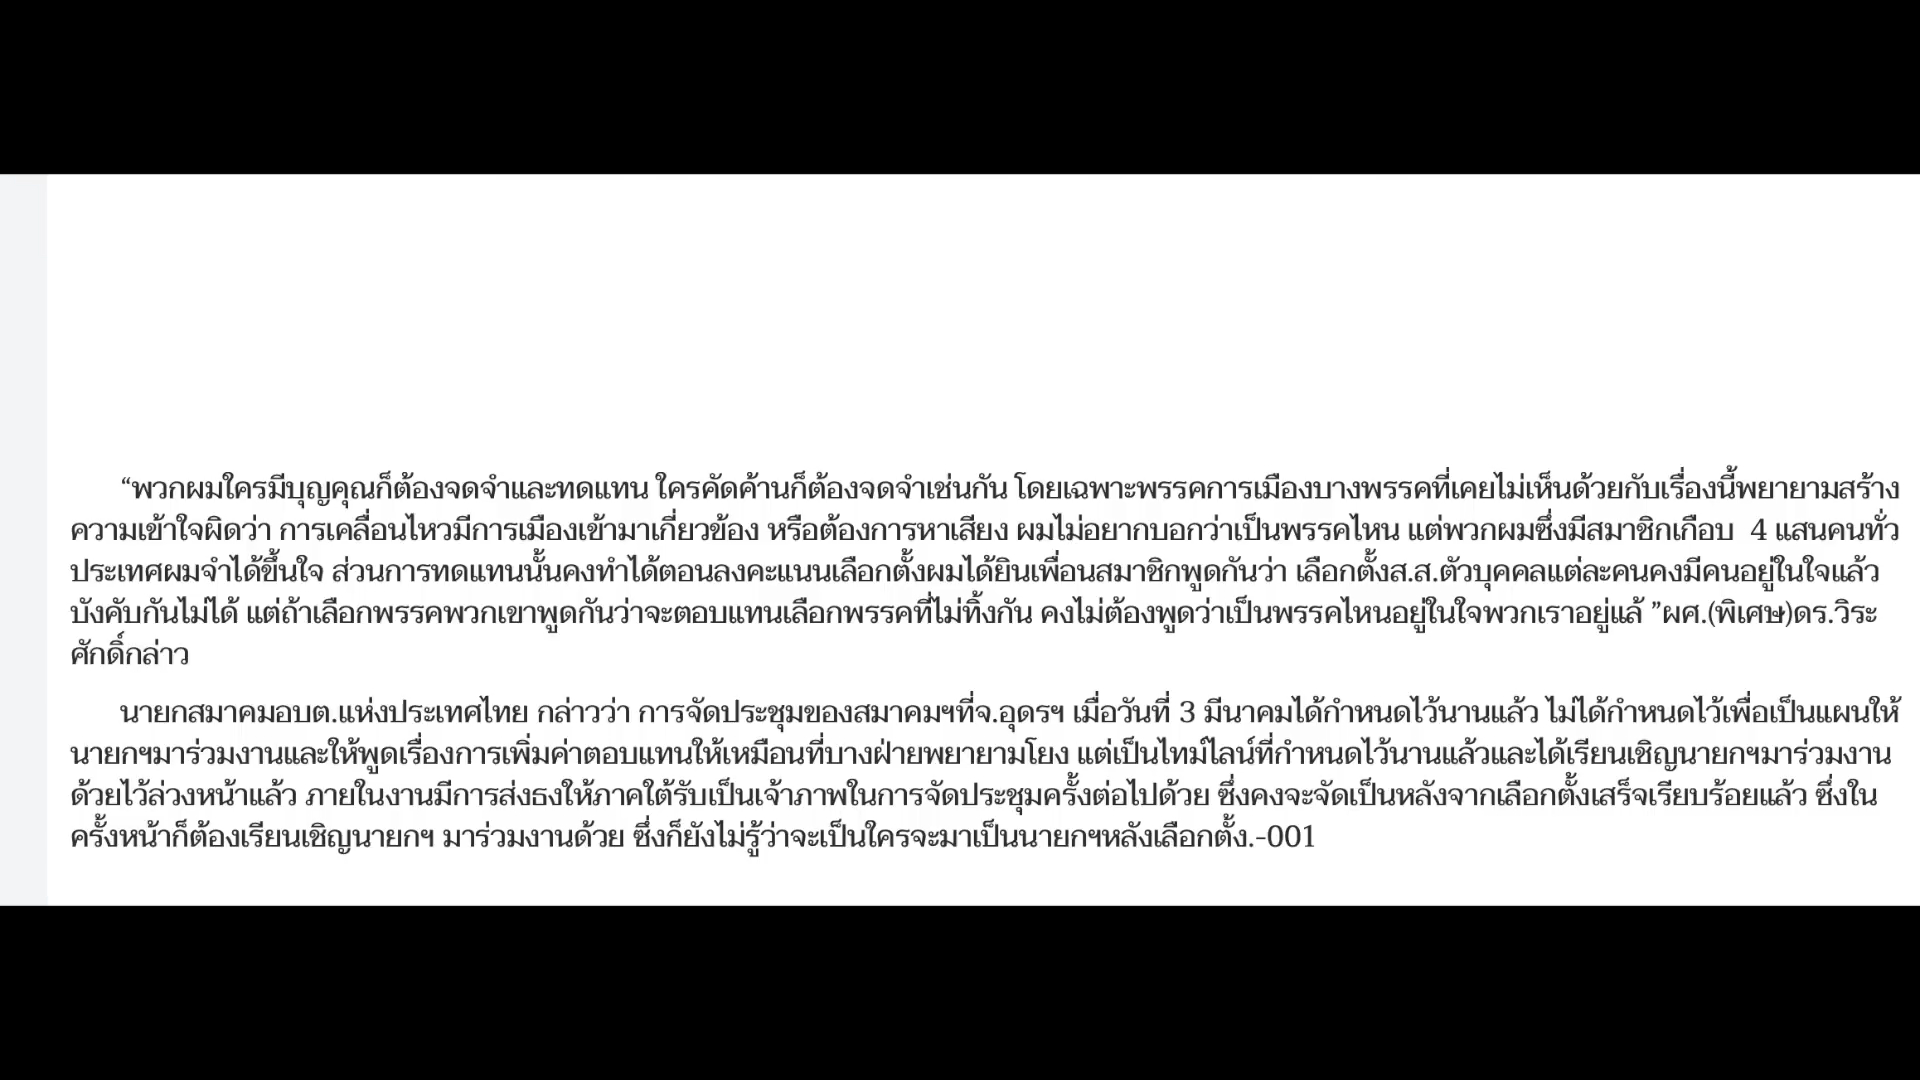 “พวกผมใครมีบุญคุณก็ต้องจดจำและทดแทน ใครคัดค้านก็ต้องจดจำเช่นกัน โดยเฉพาะพรรคการเมืองบางพรรคที่เคยไม่เห็นด้วยกับเรื่องนี้พยายามสร้าง
ความเข้าใจผิดว่า การเคลื่อนไหวมีการเมืองเข้ามาเกี่ยวข้อง หรือต้องการหาเสียง ผมไม่อยากบอกว่าเป็นพรรคไหน แต่พวกผมซึ่งมีสมาชิกเกือบ 4 แสนคนทั่ว
ประเทศผมจำได้ขึ้นใจ ส่วนการทดแทนนั้นคงทำได้ตอนลงคะแนนเลือกตั้งผมได้ยินเพื่อนสมาชิกพูดกันว่า เลือกตั้งส.ส.ตัวบุคคลแต่ละคนคงมีคนอยู่ในใจแล้ว
บังคับกันไม่ได้ แต่ถ้าเลือกพรรคพวกเขาพูดกันว่าจะตอบแทนเลือกพรรคที่ไม่ทิ้งกัน คงไม่ต้องพูดว่าเป็นพรรคไหนอยู่ในใจพวกเราอยู่แล้ ”ผศ.(พิเศษ)ดร.วิระ
ศักดิ์กล่าว
นายกสมาคมอบต.แห่งประเทศไทย กล่าวว่า การจัดประชุมของสมาคมฯที่จ.อุดรฯ เมื่อวันที่ 3 มีนาคมได้กำหนดไว้นานแล้ว ไม่ได้กำหนดไว้เพื่อเป็นแผนให้
นายกฯมาร่วมงานและให้พูดเรื่องการเพิ่มค่าตอบแทนให้เหมือนที่บางฝ่ายพยายามโยง แต่เป็นไทม์ไลน์ที่กำหนดไว้นานแล้วและได้เรียนเชิญนายกฯมาร่วมงาน
ด้วยไว้ล่วงหน้าแล้ว ภายในงานมีการส่งธงให้ภาคใต้รับเป็นเจ้าภาพในการจัดประชุมครั้งต่อไปด้วย ซึ่งคงจะจัดเป็นหลังจากเลือกตั้งเสร็จเรียบร้อยแล้ว ซึ่งใน
ครั้งหน้าก็ต้องเรียนเชิญนายกฯ มาร่วมงานด้วย ซึ่งก็ยังไม่รู้ว่าจะเป็นใครจะมาเป็นนายกฯหลังเลือกตั้ง.-001